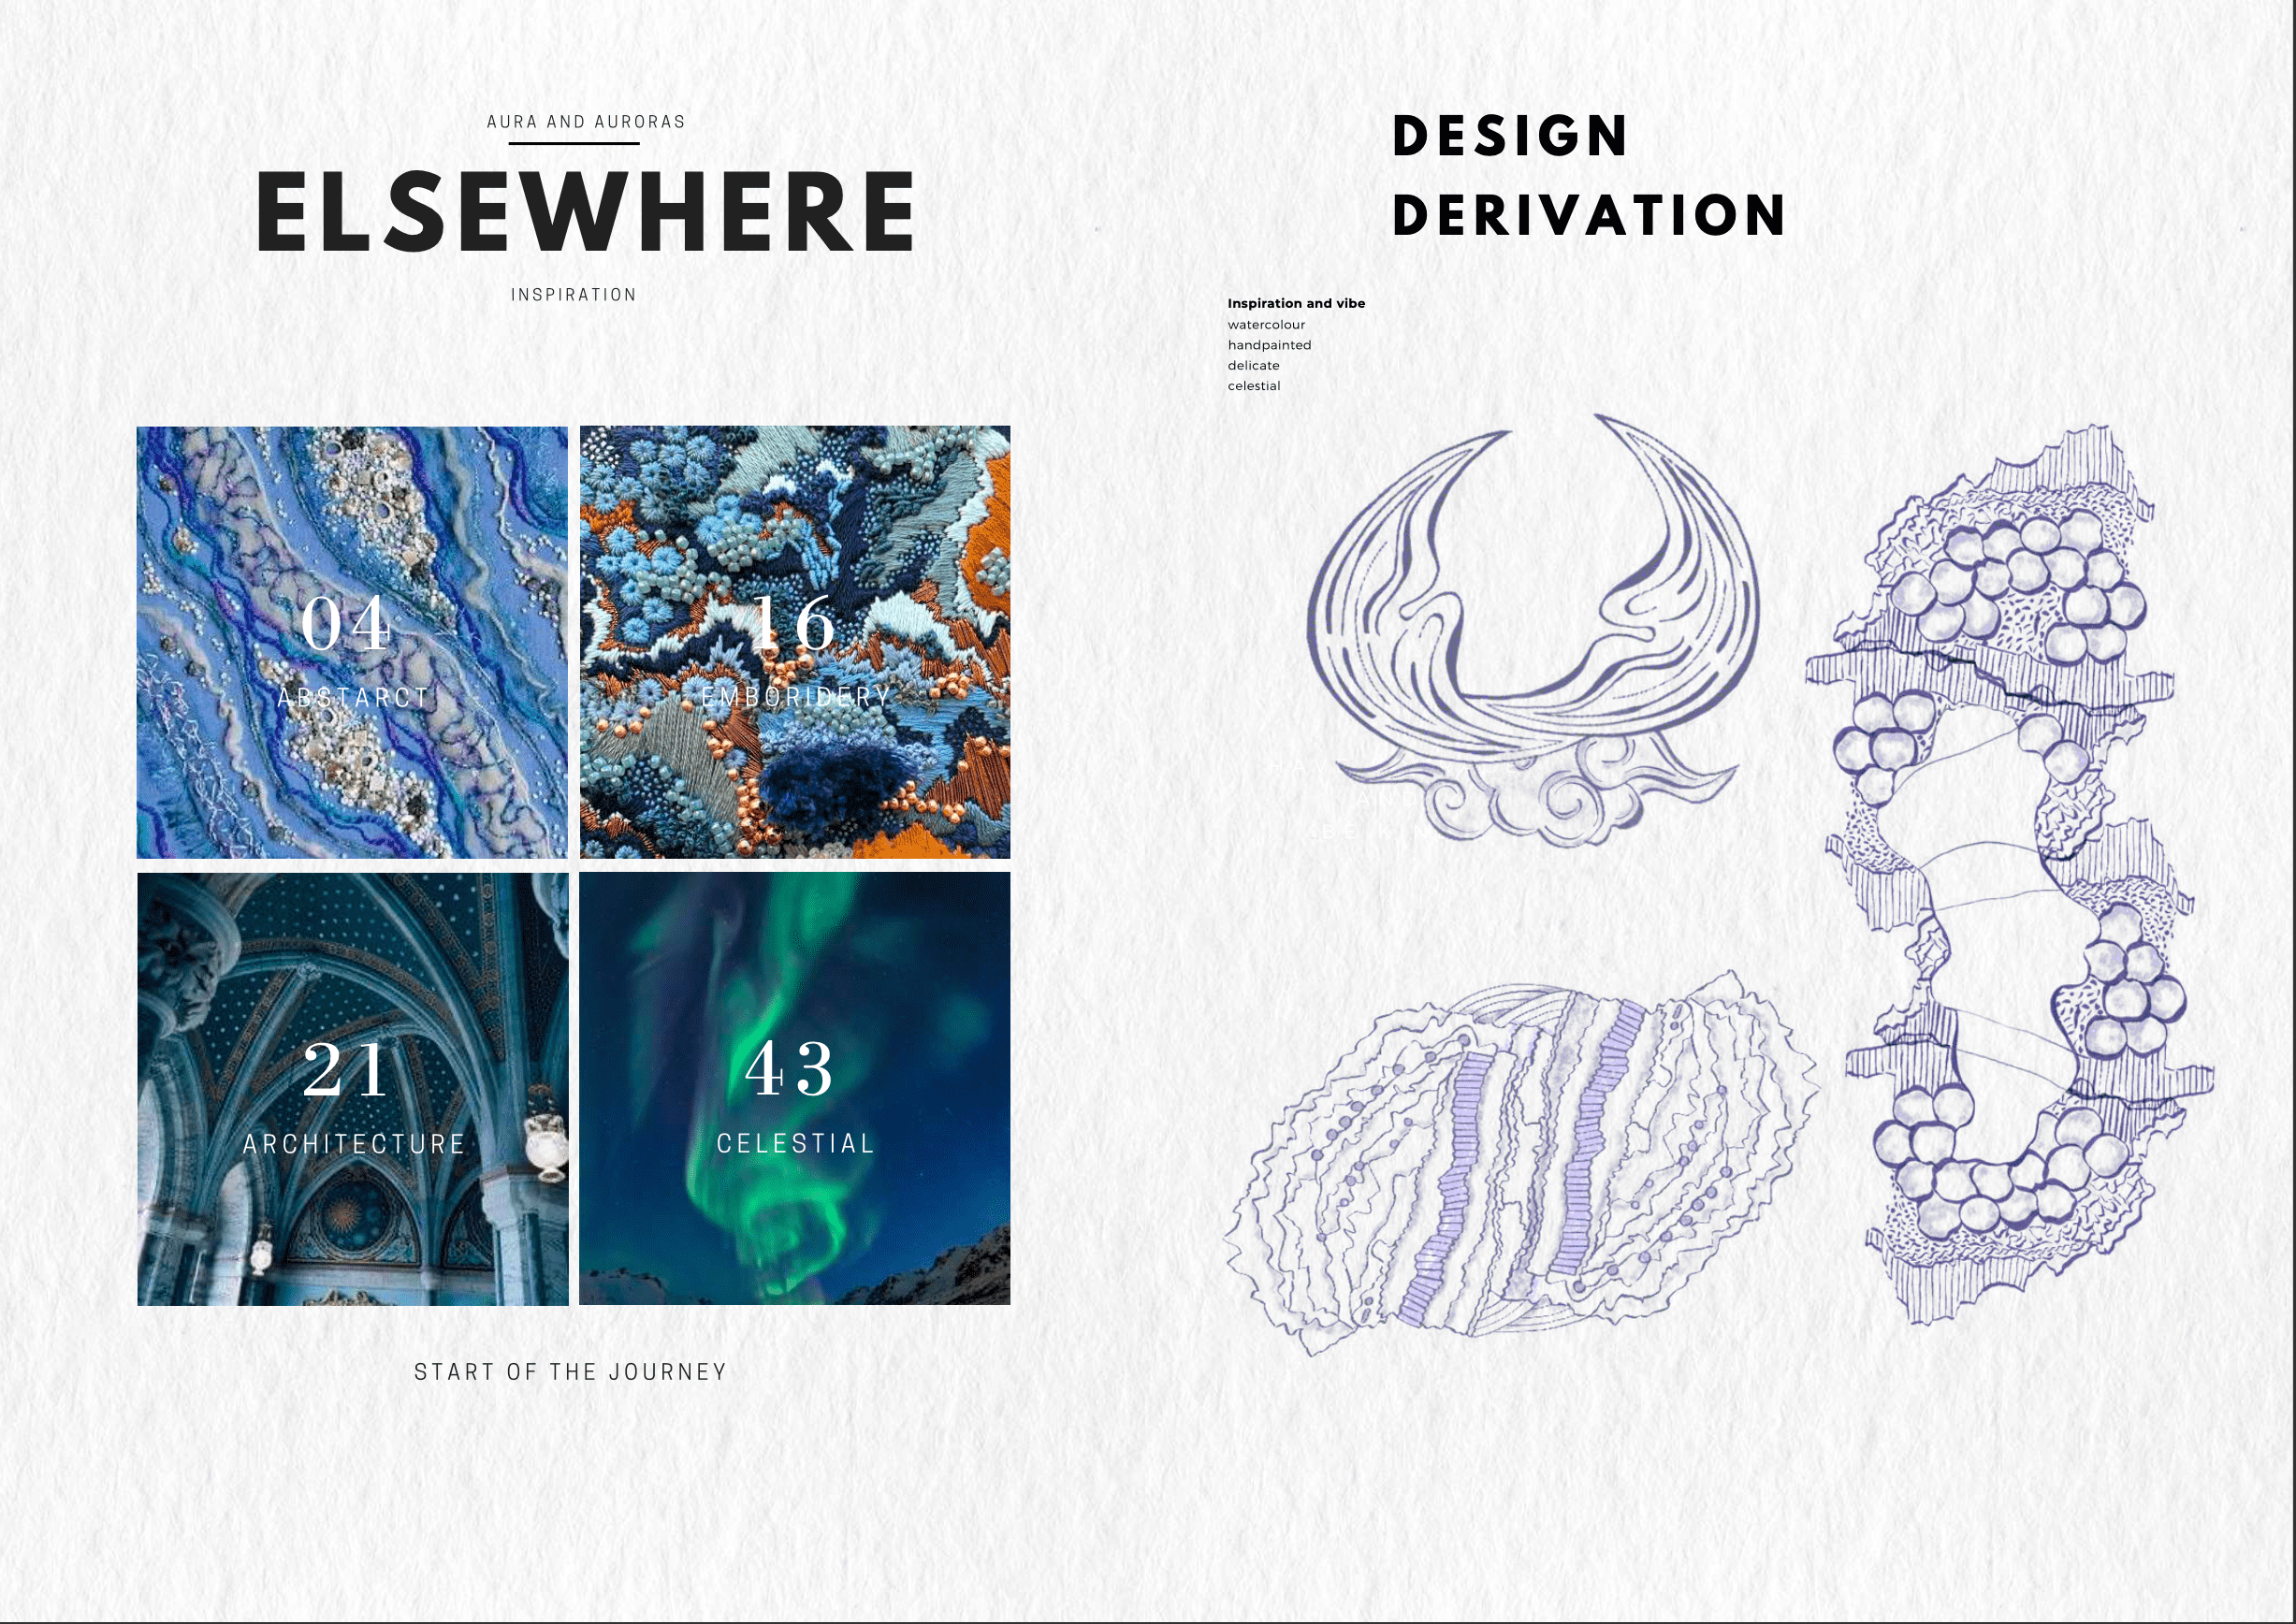 AURA AND AURORAS
ELSEWHERE
INSPIRATION
04
ABSTARCT
16
EMBORIDERY
21
ARCHITECTURE
43
CELESTIAL
START OF THE JOURNEY
DESIGN
DERIVATION
Inspiration and vibe
watercolour
handpainted
delicate
celestial